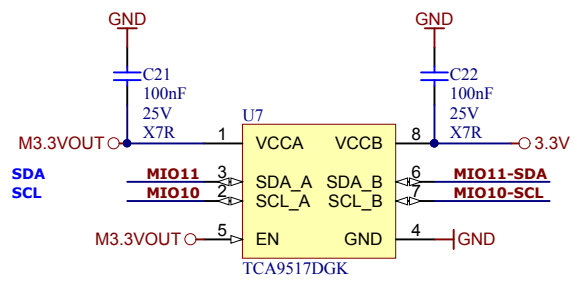 GND GND
C21 C22
100nF 100nF
25V 25V
X7R U7 X7R
M3.3VOUT 1 VCCA VCCB 8 3.3V
SDA MIO11 3 SDA_A SDA_B 6 MIO11-SDA
SCL MIO10 2 SCL_A SCL_B 7 MIO10-SCL
M3.3VOUT 5 EN GND 4 GND
TCA9517DGK